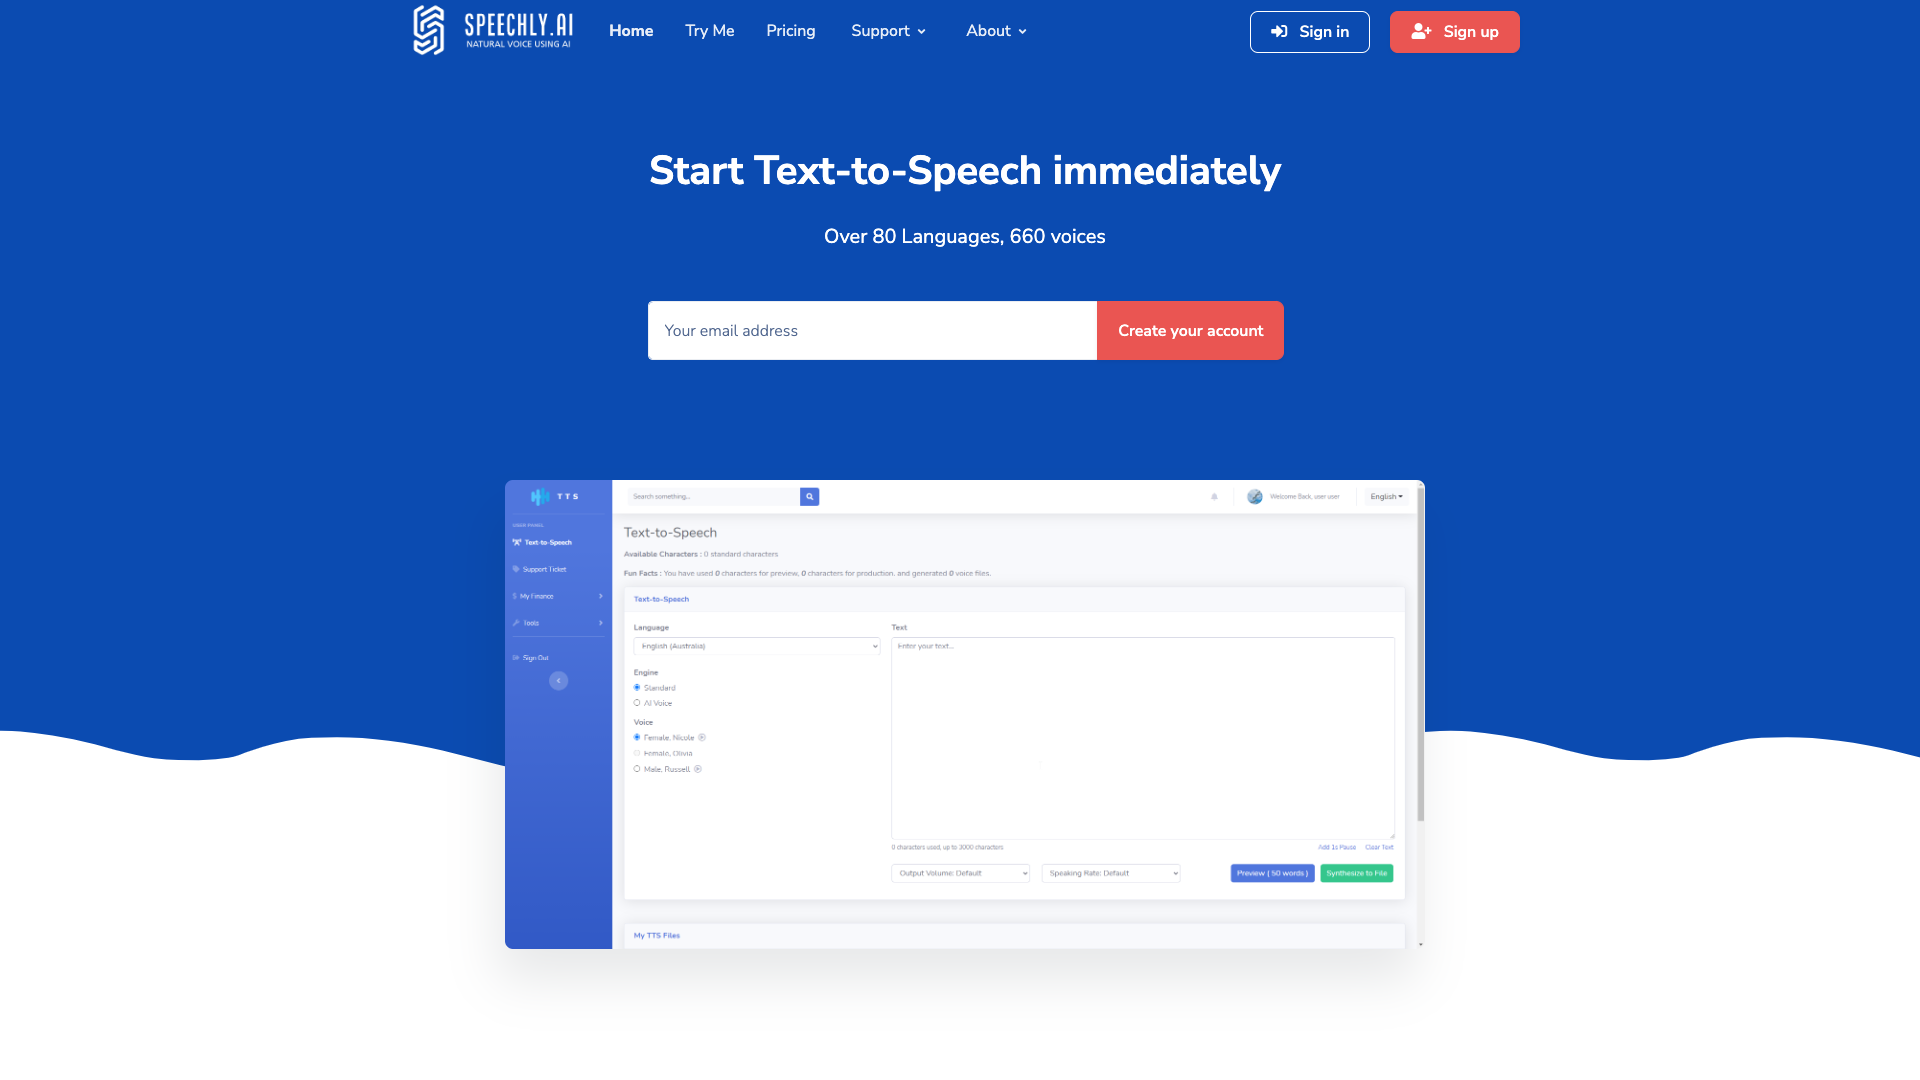 SPEECHLY.AI
NATURAL VOICE USING AI
Home
Try Me
Pricing
Support
About
Sign in
Sign up
Start Text-to-Speech immediately
Over 80 Languages, 660 voices
Your email address
Create your account
TTS
Search something...
Welcome Back, user user
English
USER PANEL
Text-to-Speech
Support Ticket
My Finance
Tools
Sign Out
Text-to-Speech
Available Characters : 0 standard characters
Fun Facts : You have used 0 characters for preview, 0 characters for production. and generated 0 voice files.
Text-to-Speech
Language
English (Australia)
Engine
Standard
AI Voice
Voice
Female, Nicole
Female, Olivia
Male, Russell
Text
Enter your text...
0 characters used, up to 3000 characters
Add 1s Pause
Clear Text
Output Volume: Default
Speaking Rate: Default
Preview ( 50 words )
Synthesize to File
My TTS Files